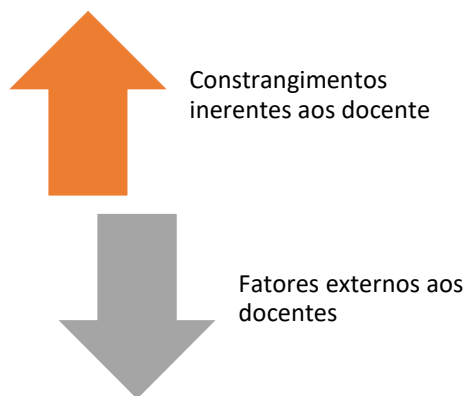 Constrangimentos
inerentes aos docente
Fatores externos aos
docentes